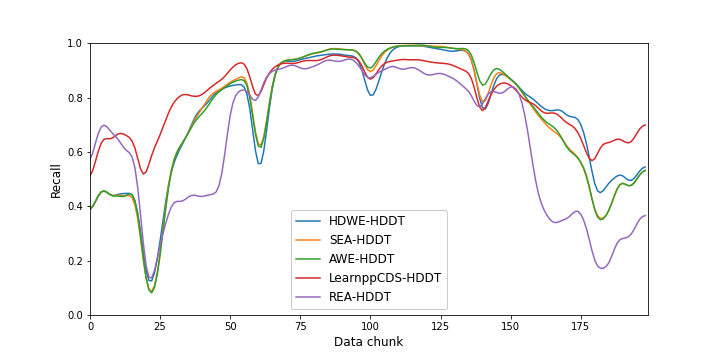 1.0
0.8
0.6
0.4
0.2
0.0
Recall
HDWE-HDDT
SEA-HDDT
AWE-HDDT
LearnppCDS-HDDT
REA-HDDT
0 25 50 75 100 125 150 175
Data chunk